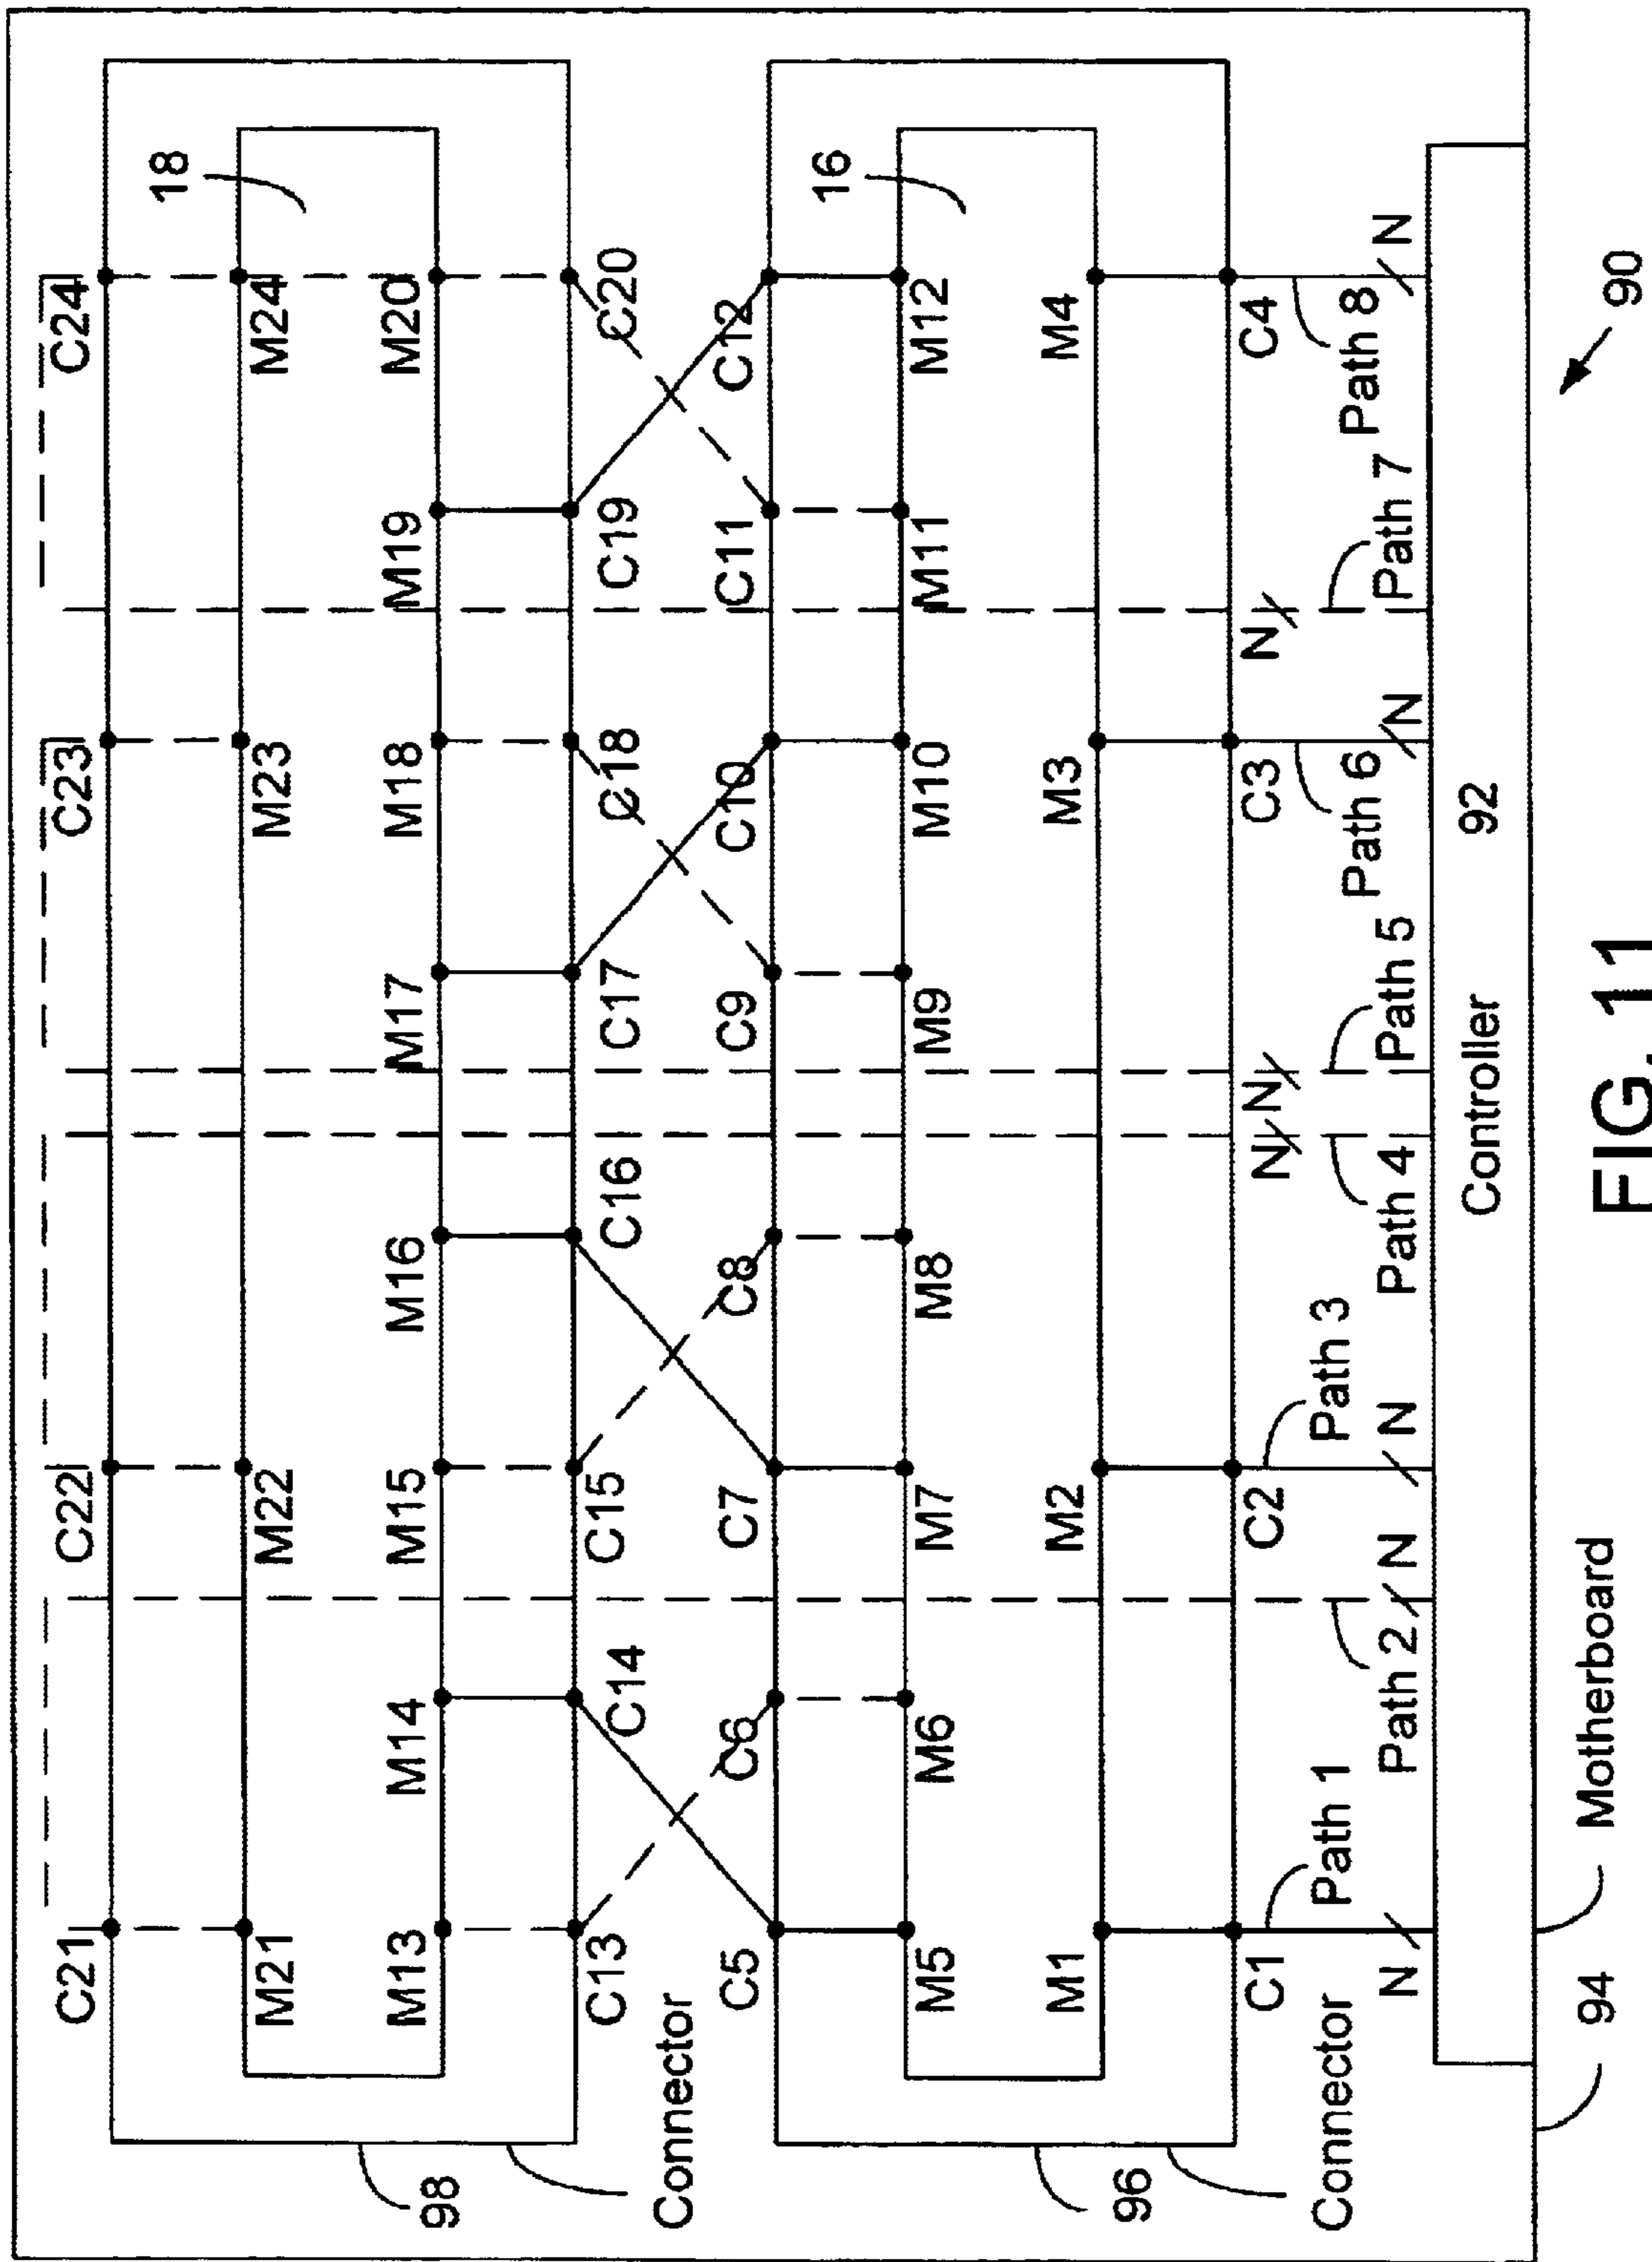 C21 C22 C23 C24
18
M21 M22 M23 M24
M13 M14 M15 M16 M17 M18 M19 M20
98
C13 C14 C15 C16 C17 C18 C19 C20
Connector
C5 C6 C7 C8 C9 C10 C11 C12
16
M5 M6 M7 M8 M9 M10 M11 M12
M1 M2 M3 M4
96
C1 C2 N N C3 N C4
Connector
Path 1 Path 3 Path 6 Path 8
N Path 2 N N Path 4 Path 5 N Path 7 N
Controller 92
94 Motherboard
90
FIG. 11